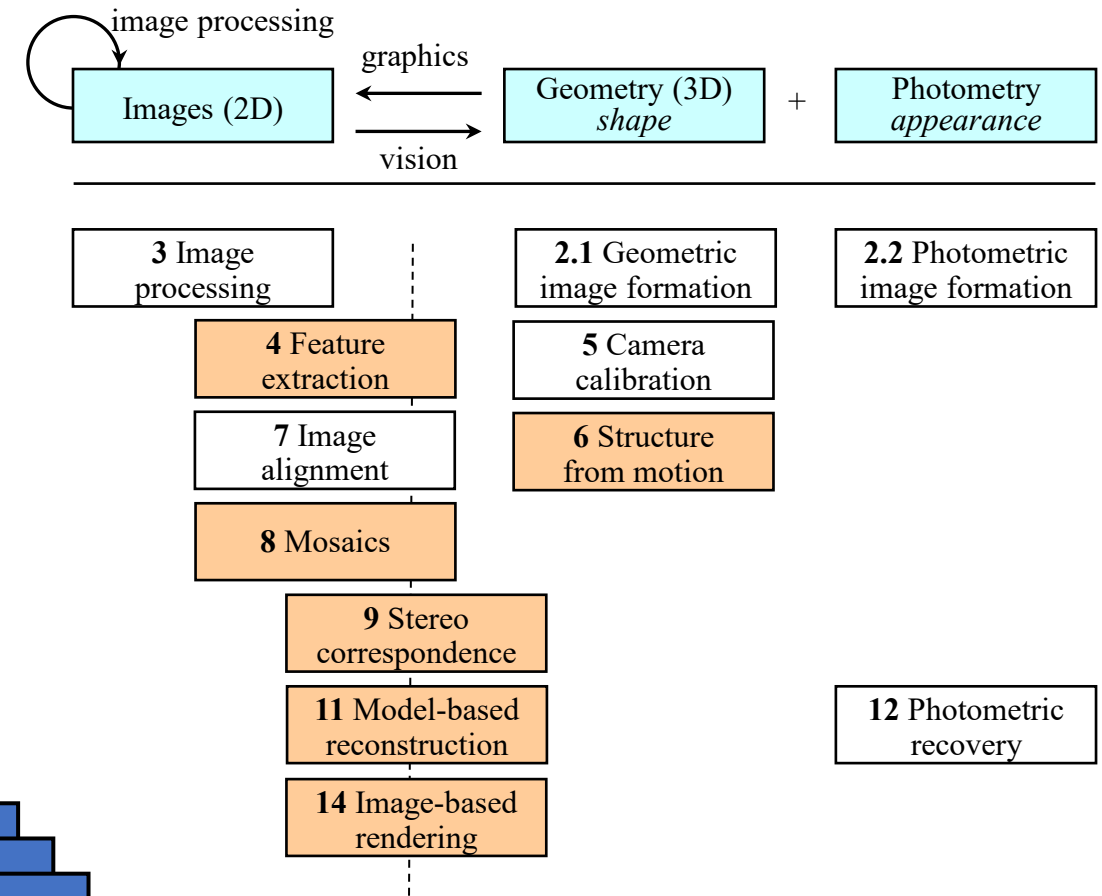 image processing
graphics
Images (2D)
Geometry (3D)
shape
+
Photometry
appearance
vision
3 Image
processing
2.1 Geometric
image formation
2.2 Photometric
image formation
4 Feature
extraction
5 Camera
calibration
7 Image
alignment
6 Structure
from motion
8 Mosaics
9 Stereo
correspondence
11 Model-based
reconstruction
12 Photometric
recovery
14 Image-based
rendering